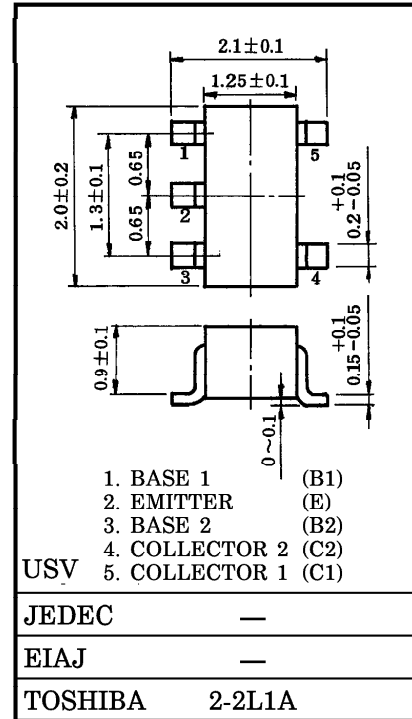 2.1±0.1
1.25±0.1
2.0±0.2
1.3±0.1
0.65
0.65
1
2
3
5
4
+0.1
0.2-0.05
0.9±0.1
+0.1
0.15-0.05
0~0.1
1. BASE 1 (B1)
2. EMITTER (E)
3. BASE 2 (B2)
4. COLLECTOR 2 (C2)
USV 5. COLLECTOR 1 (C1)
JEDEC —
EIAJ —
TOSHIBA 2-2L1A